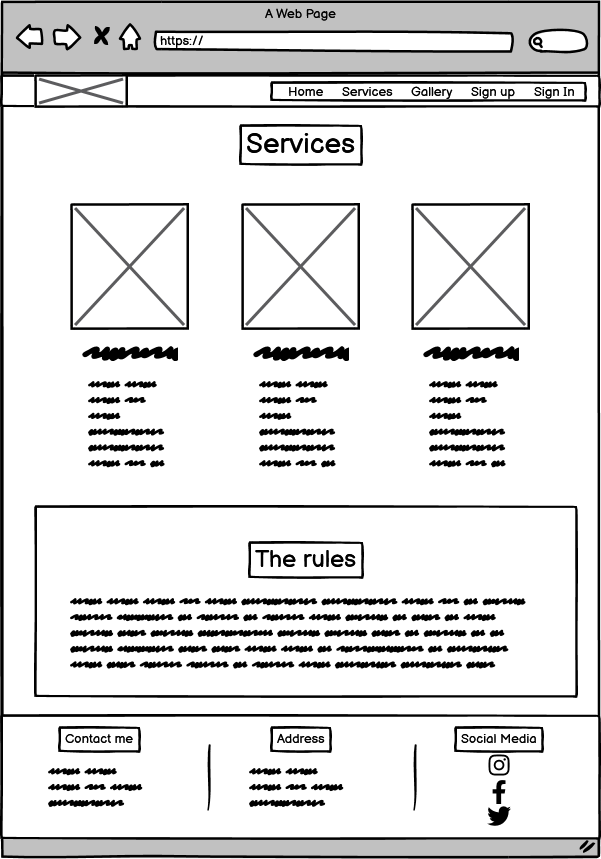 A Web Page
https://
Home Services Gallery Sign up Sign In
Services
The rules
Contact me Address Social Media